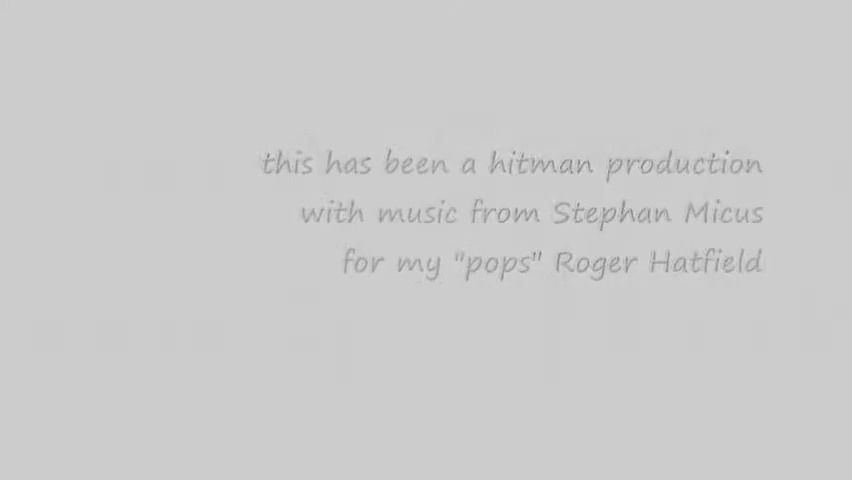 this has been a hitman production
with music from Stephan Micus
for my "pops" Roger Hatfield